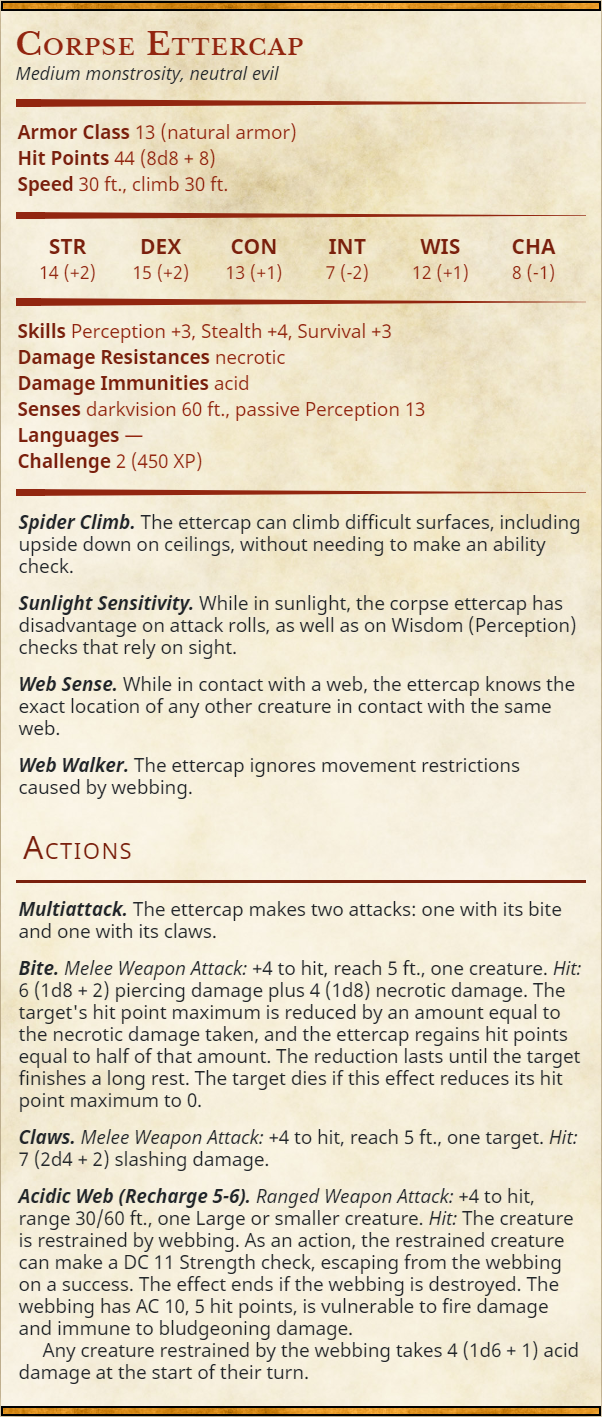 Corpse Ettercap
Medium monstrosity, neutral evil
Armor Class 13 (natural armor)
Hit Points 44 (8d8 + 8)
Speed 30 ft., climb 30 ft.
STR DEX CON INT WIS CHA
14 (+2) 15 (+2) 13 (+1) 7 (-2) 12 (+1) 8 (-1)
Skills Perception +3, Stealth +4, Survival +3
Damage Resistances necrotic
Damage Immunities acid
Senses darkvision 60 ft., passive Perception 13
Languages —
Challenge 2 (450 XP)
Spider Climb. The ettercap can climb difficult surfaces, including
upside down on ceilings, without needing to make an ability
check.
Sunlight Sensitivity. While in sunlight, the corpse ettercap has
disadvantage on attack rolls, as well as on Wisdom (Perception)
checks that rely on sight.
Web Sense. While in contact with a web, the ettercap knows the
exact location of any other creature in contact with the same
web.
Web Walker. The ettercap ignores movement restrictions
caused by webbing.
Actions
Multiattack. The ettercap makes two attacks: one with its bite
and one with its claws.
Bite. Melee Weapon Attack: +4 to hit, reach 5 ft., one creature. Hit:
6 (1d8 + 2) piercing damage plus 4 (1d8) necrotic damage. The
target's hit point maximum is reduced by an amount equal to
the necrotic damage taken, and the ettercap regains hit points
equal to half of that amount. The reduction lasts until the target
finishes a long rest. The target dies if this effect reduces its hit
point maximum to 0.
Claws. Melee Weapon Attack: +4 to hit, reach 5 ft., one target. Hit:
7 (2d4 + 2) slashing damage.
Acidic Web (Recharge 5-6). Ranged Weapon Attack: +4 to hit,
range 30/60 ft., one Large or smaller creature. Hit: The creature
is restrained by webbing. As an action, the restrained creature
can make a DC 11 Strength check, escaping from the webbing
on a success. The effect ends if the webbing is destroyed. The
webbing has AC 10, 5 hit points, is vulnerable to fire damage
and immune to bludgeoning damage.
Any creature restrained by the webbing takes 4 (1d6 + 1) acid
damage at the start of their turn.